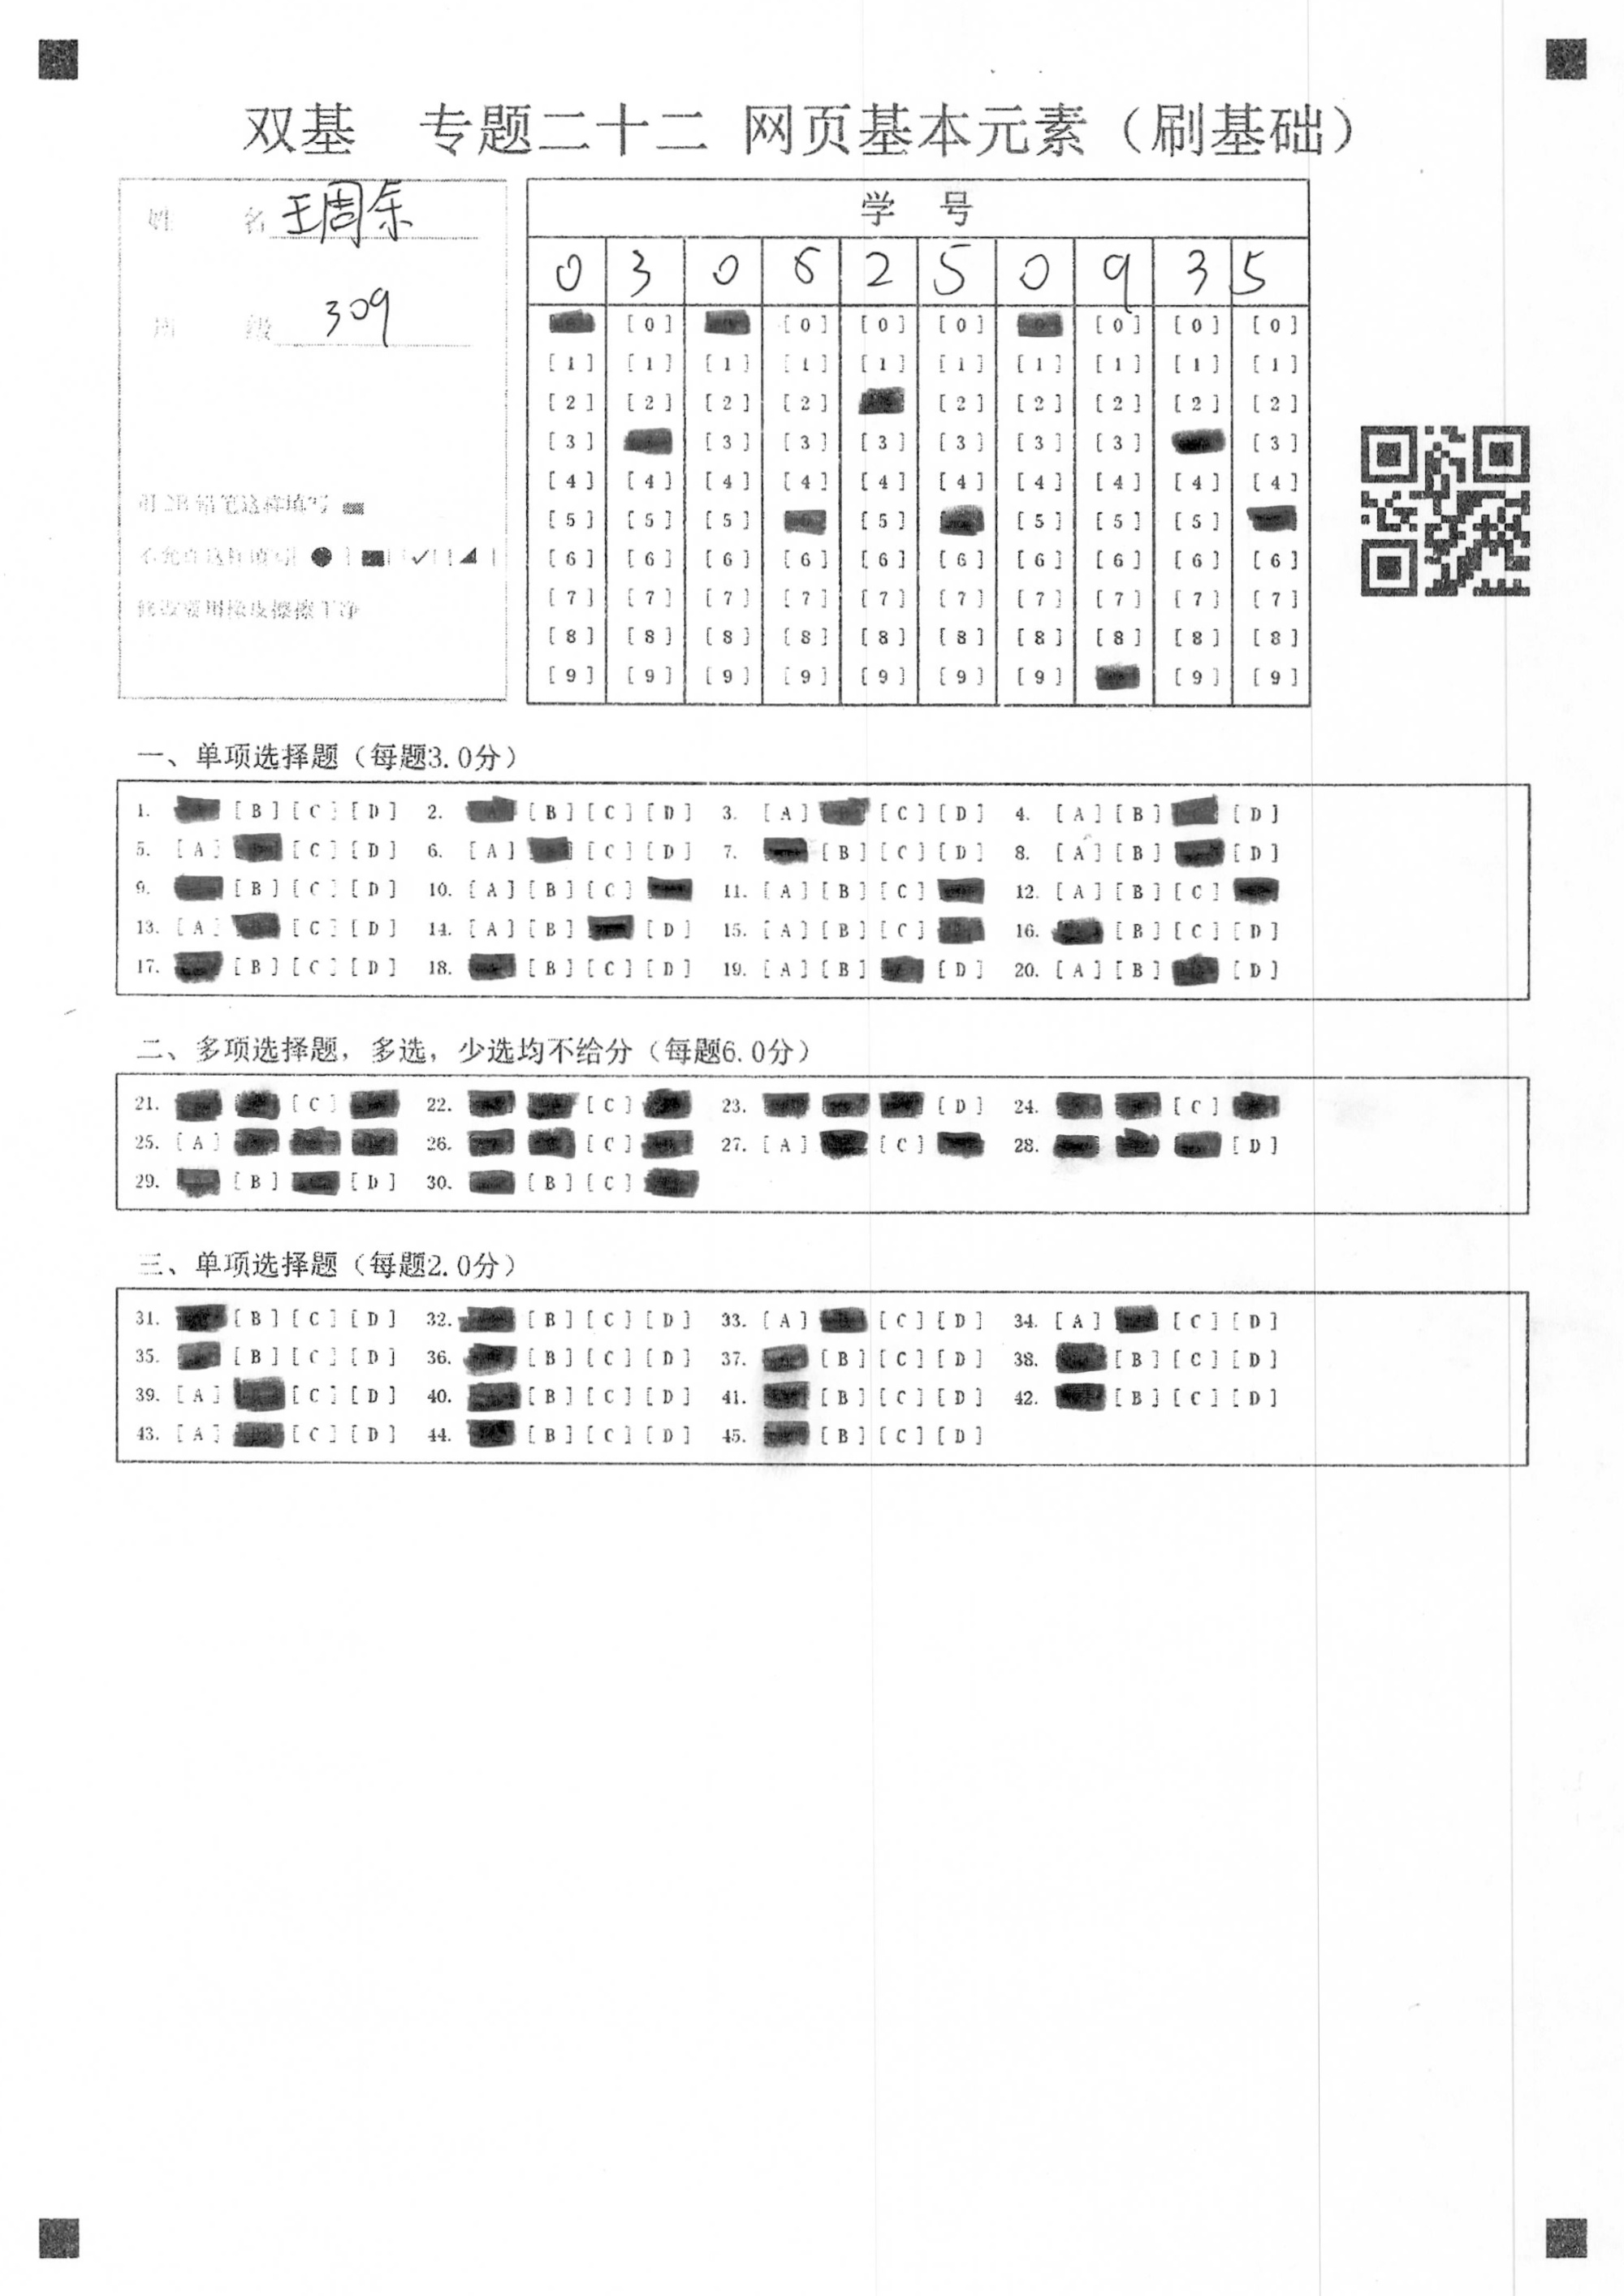 双基 专题二十二 网页基本元素（刷基础）
姓 名 王周东
班 级 309
用2B铅笔这样填写
不允许这样填写
修改要用橡皮擦擦干净
学 号
0 3 0 6 2 5 0 9 3 5
[0] [0] [0] [0] [0] [0] [0]
[1] [1] [1] [1] [1] [1] [1] [1] [1] [1]
[2] [2] [2] [2] [2] [2] [2] [2] [2]
[3] [3] [3] [3] [3] [3] [3] [3]
[4] [4] [4] [4] [4] [4] [4] [4] [4] [4]
[5] [5] [5] [5] [5] [5] [5]
[6] [6] [6] [6] [6] [6] [6] [6] [6] [6]
[7] [7] [7] [7] [7] [7] [7] [7] [7] [7]
[8] [8] [8] [8] [8] [8] [8] [8] [8] [8]
[9] [9] [9] [9] [9] [9] [9] [9] [9]
一、单项选择题（每题3.0分）
1. [B] [C] [D] 2. [B] [C] [D] 3. [A] [C] [D] 4. [A] [B] [D]
5. [A] [C] [D] 6. [A] [C] [D] 7. [B] [C] [D] 8. [A] [B] [D]
9. [B] [C] [D] 10. [A] [B] [C] 11. [A] [B] [C] 12. [A] [B] [C]
13. [A] [C] [D] 14. [A] [B] [D] 15. [A] [B] [C] 16. [B] [C] [D]
17. [B] [C] [D] 18. [B] [C] [D] 19. [A] [B] [D] 20. [A] [B] [D]
二、多项选择题，多选，少选均不给分（每题6.0分）
21. [C] 22. [C] 23. [D] 24. [C]
25. [A] 26. [C] 27. [A] [C] 28. [D]
29. [B] [D] 30. [B] [C]
三、单项选择题（每题2.0分）
31. [B] [C] [D] 32. [B] [C] [D] 33. [A] [C] [D] 34. [A] [C] [D]
35. [B] [C] [D] 36. [B] [C] [D] 37. [B] [C] [D] 38. [B] [C] [D]
39. [A] [C] [D] 40. [B] [C] [D] 41. [B] [C] [D] 42. [B] [C] [D]
43. [A] [C] [D] 44. [B] [C] [D] 45. [B] [C] [D]